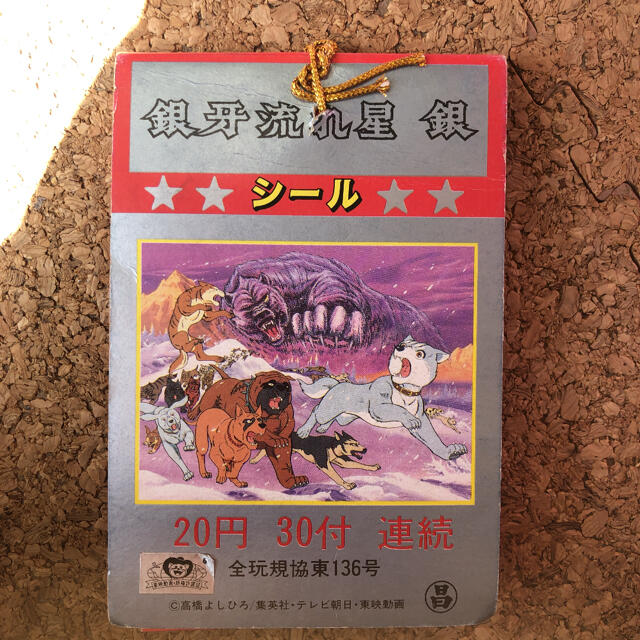 銀牙流れ星 銀
シール
20円 30付 連続
全玩規協東136号
©高橋よしひろ/集英社・テレビ朝日・東映動画
昌